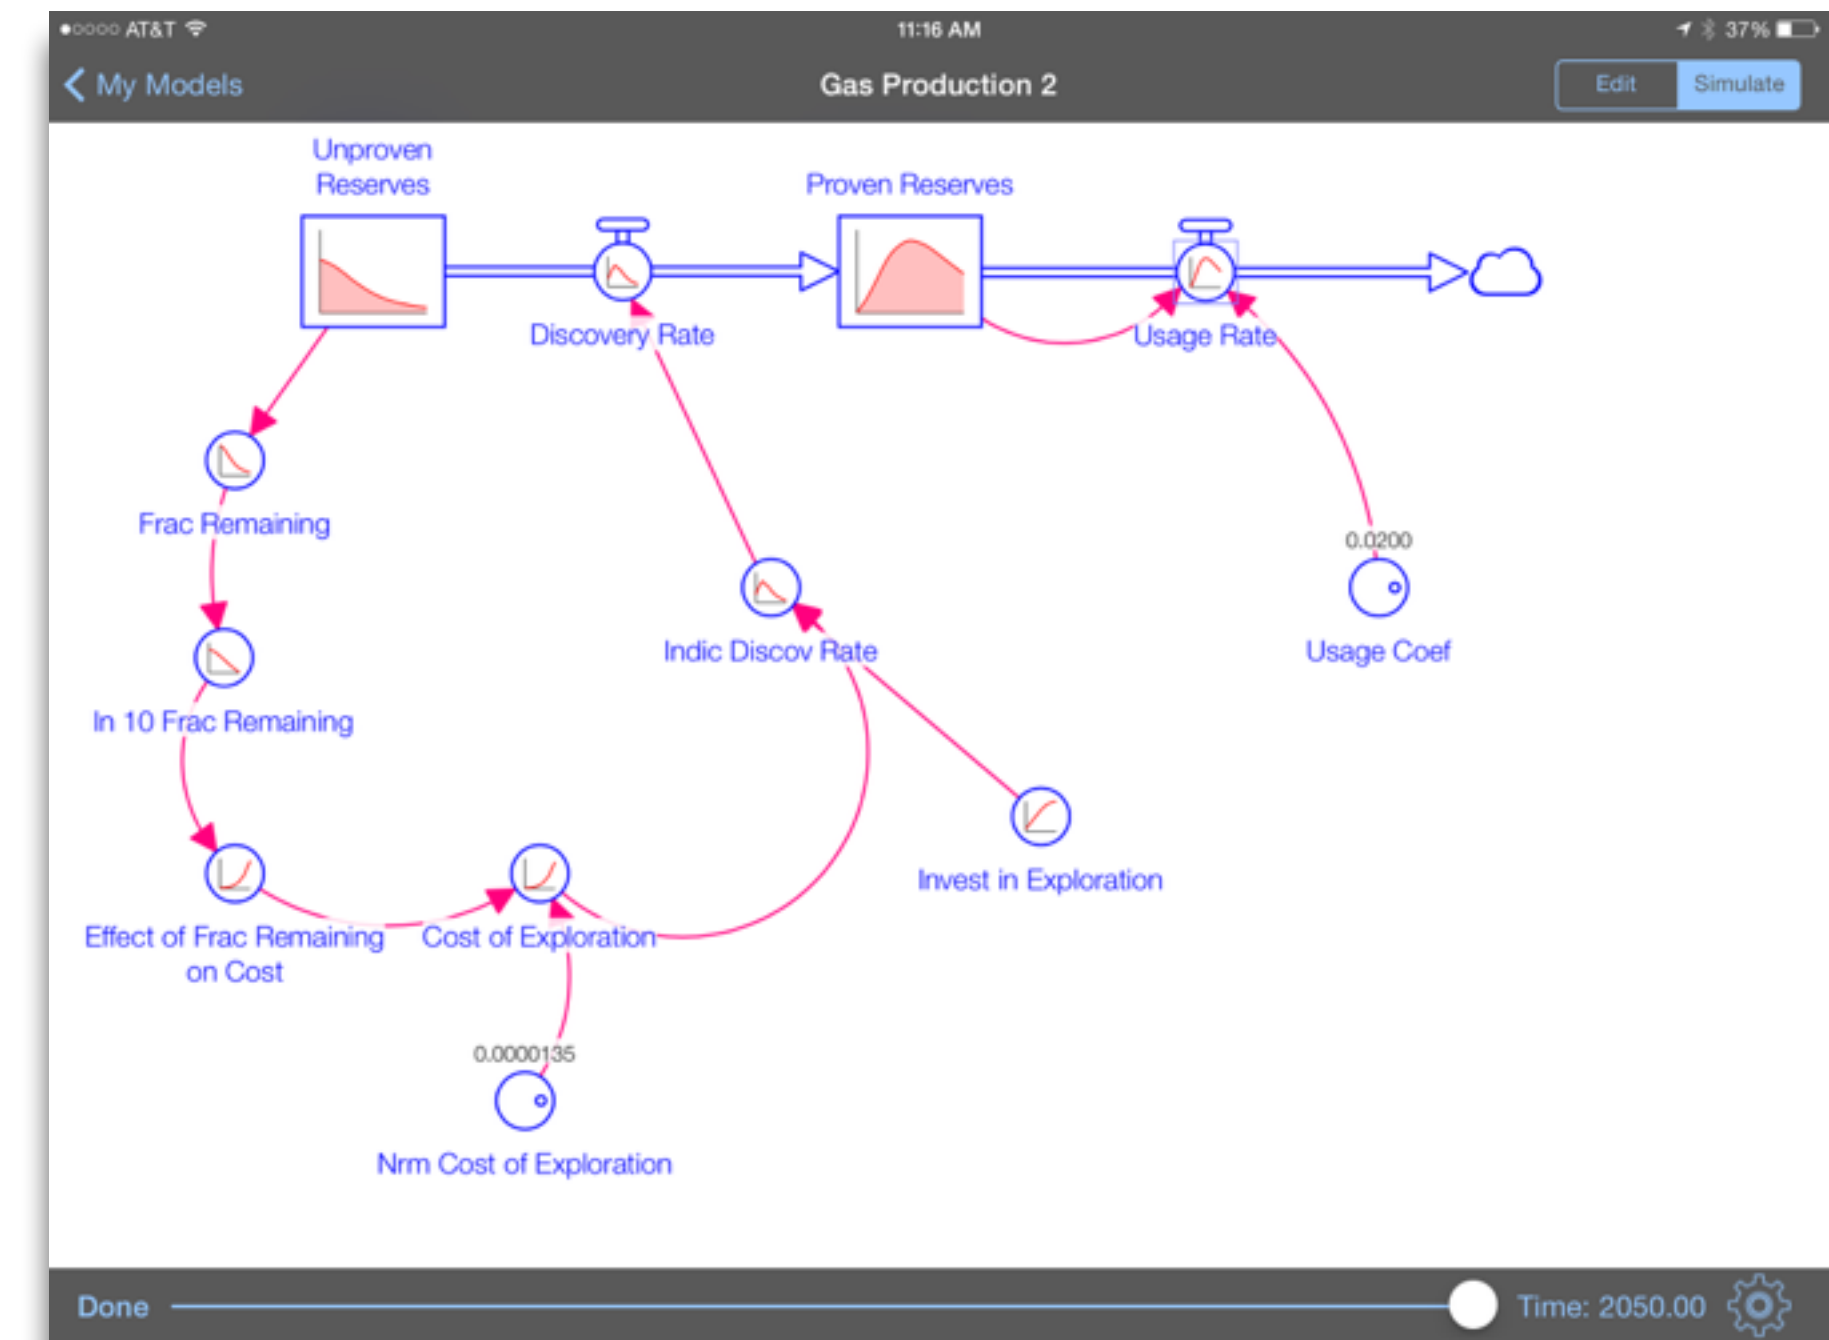 AT&T
11:16 AM
37%
My Models
Gas Production 2
Edit
Simulate
Unproven
Reserves
Proven Reserves
Discovery Rate
Usage Rate
Frac Remaining
0.0200
Indic Discov Rate
Usage Coef
In 10 Frac Remaining
Invest in Exploration
Effect of Frac Remaining
on Cost
Cost of Exploration
0.0000135
Nrm Cost of Exploration
Done
Time: 2050.00